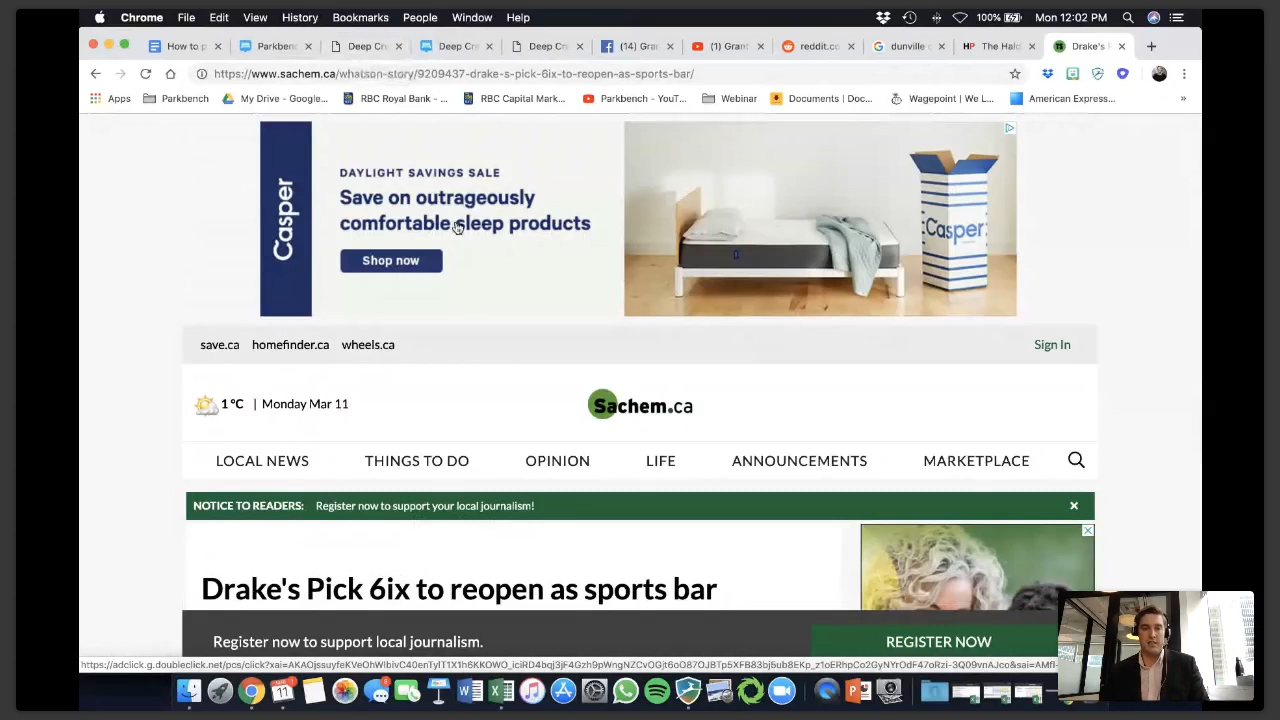 Chrome File Edit View History Bookmarks People Window Help 100% Mon 12:02 PM
How to p Parkbenc Deep Cre Deep Cre Deep Cre (14) Gran (1) Grant reddit.co dunville HP The Hald Drake's
https://www.sachem.ca/whatson-story/9209437-drake-s-pick-6ix-to-reopen-as-sports-bar/
Apps Parkbench My Drive - Google... RBC Royal Bank - ... RBC Capital Mark... Parkbench - YouT... Webinar Documents | Doc... Wagepoint | We L... American Express... »
DAYLIGHT SAVINGS SALE
Save on outrageously
comfortable sleep products
Shop now
Casper
Casper
save.ca homefinder.ca wheels.ca Sign In
1 °C | Monday Mar 11 Sachem.ca
LOCAL NEWS THINGS TO DO OPINION LIFE ANNOUNCEMENTS MARKETPLACE
NOTICE TO READERS: Register now to support your local journalism! ×
Drake's Pick 6ix to reopen as sports bar
Register now to support local journalism. REGISTER NOW